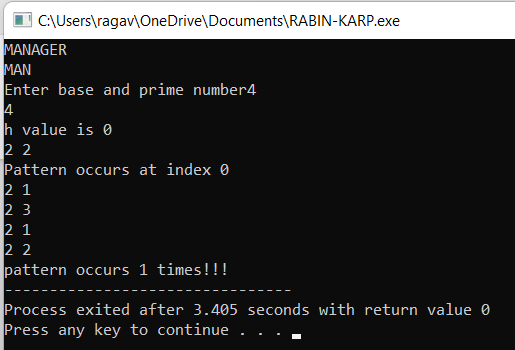 C:\Users\ragav\OneDrive\Documents\RABIN-KARP.exe
MANAGER
MAN
Enter base and prime number4
4
h value is 0
2 2
Pattern occurs at index 0
2 1
2 3
2 1
2 2
pattern occurs 1 times!!!
--------------------------------
Process exited after 3.405 seconds with return value 0
Press any key to continue . . .